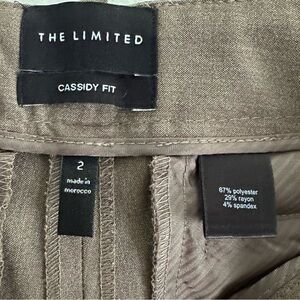 THE LIMITED
CASSIDY FIT
2
made in
morocco
67% polyester
29% rayon
4% spandex